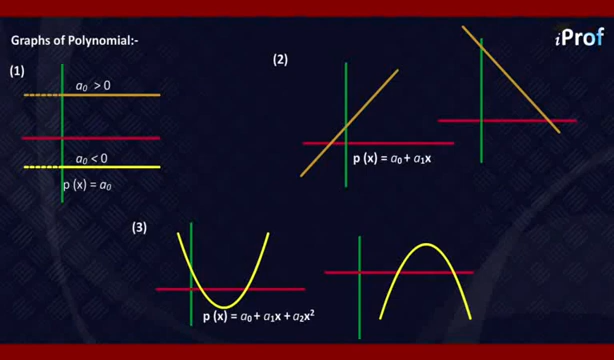 iProf
Graphs of Polynomial:-
(1)
a₀ > 0
a₀ < 0
p (x) = a₀
(2)
p (x) = a₀ + a₁x
(3)
p (x) = a₀ + a₁x + a₂x²